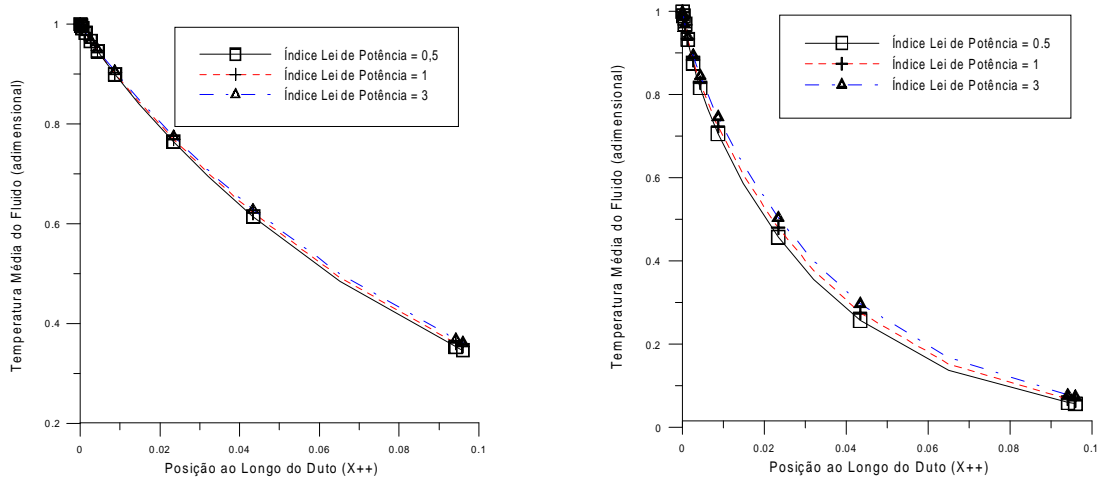 1
0.8
0.6
0.4
0.2
Temperatura Média do Fluido (adimensional)
Índice Lei de Potência = 0,5
Índice Lei de Potência = 1
Índice Lei de Potência = 3
0
0.02
0.04
0.06
0.08
0.1
Posição ao Longo do Duto (X++)
1
0.8
0.6
0.4
0.2
0
Temperatura Média do Fluido (adimensional)
Índice Lei de Potência = 0.5
Índice Lei de Potência = 1
Índice Lei de Potência = 3
0
0.02
0.04
0.06
0.08
0.1
Posição ao Longo do Duto (X++)